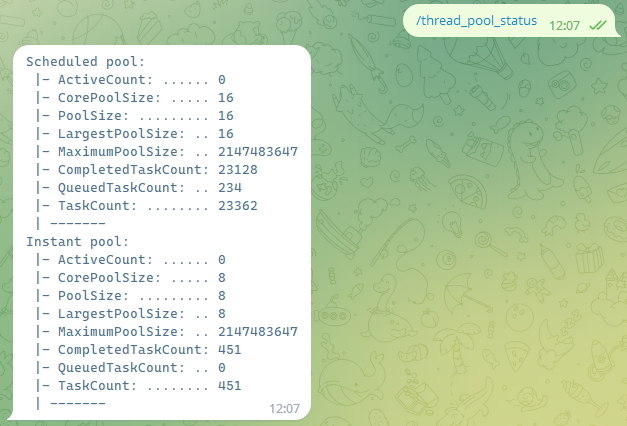 /thread_pool_status 12:07
Scheduled pool:
|- ActiveCount: ...... 0
|- CorePoolSize: ..... 16
|- PoolSize: ......... 16
|- LargestPoolSize: .. 16
|- MaximumPoolSize: .. 2147483647
|- CompletedTaskCount: 23128
|- QueuedTaskCount: .. 234
|- TaskCount: ........ 23362
| -------
Instant pool:
|- ActiveCount: ...... 0
|- CorePoolSize: ..... 8
|- PoolSize: ......... 8
|- LargestPoolSize: .. 8
|- MaximumPoolSize: .. 2147483647
|- CompletedTaskCount: 451
|- QueuedTaskCount: .. 0
|- TaskCount: ........ 451
| -------
12:07